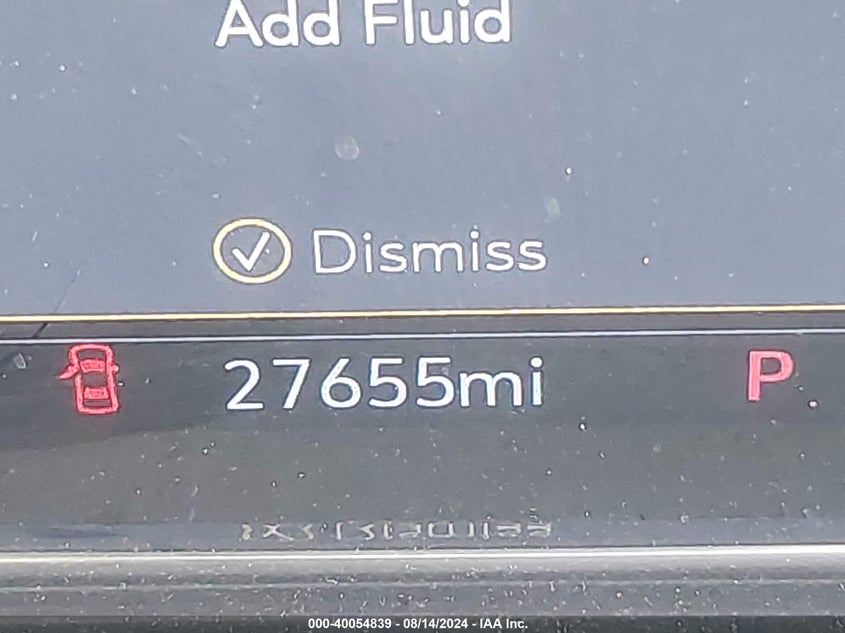 Add Fluid
Dismiss
27655mi P
000-40054839 - 08/14/2024 - IAA Inc.